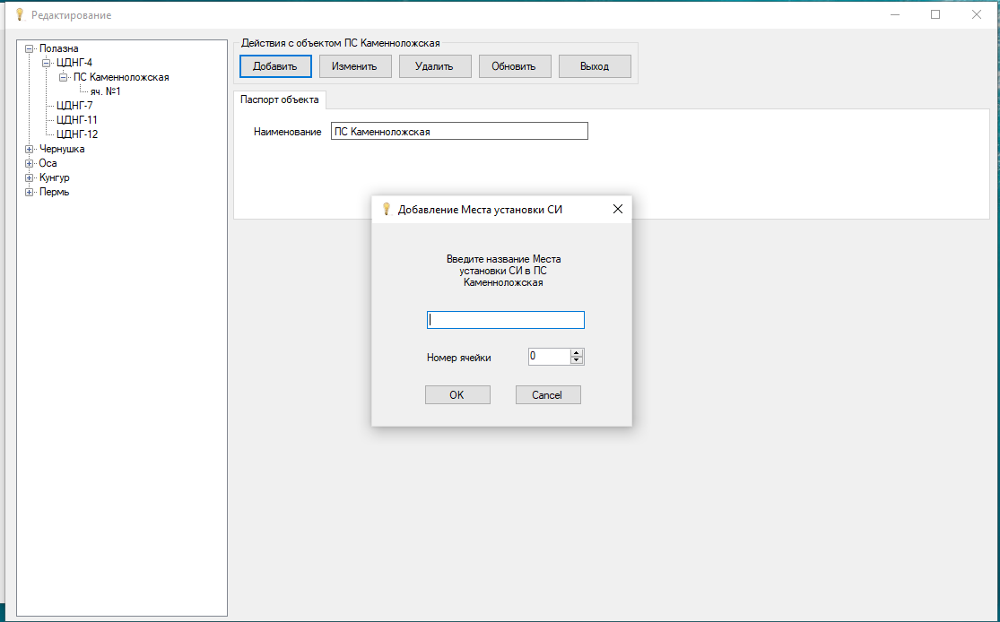 Редактирование
Полазна
ЦДНГ-4
ПС Каменноложская
яч. №1
ЦДНГ-7
ЦДНГ-11
ЦДНГ-12
Чернушка
Оса
Кунгур
Пермь
Действия с объектом ПС Каменноложская
Добавить Изменить Удалить Обновить Выход
Паспорт объекта
Наименование ПС Каменноложская
Добавление Места установки СИ
Введите название Места
установки СИ в ПС
Каменноложская
Номер ячейки 0
OK Cancel